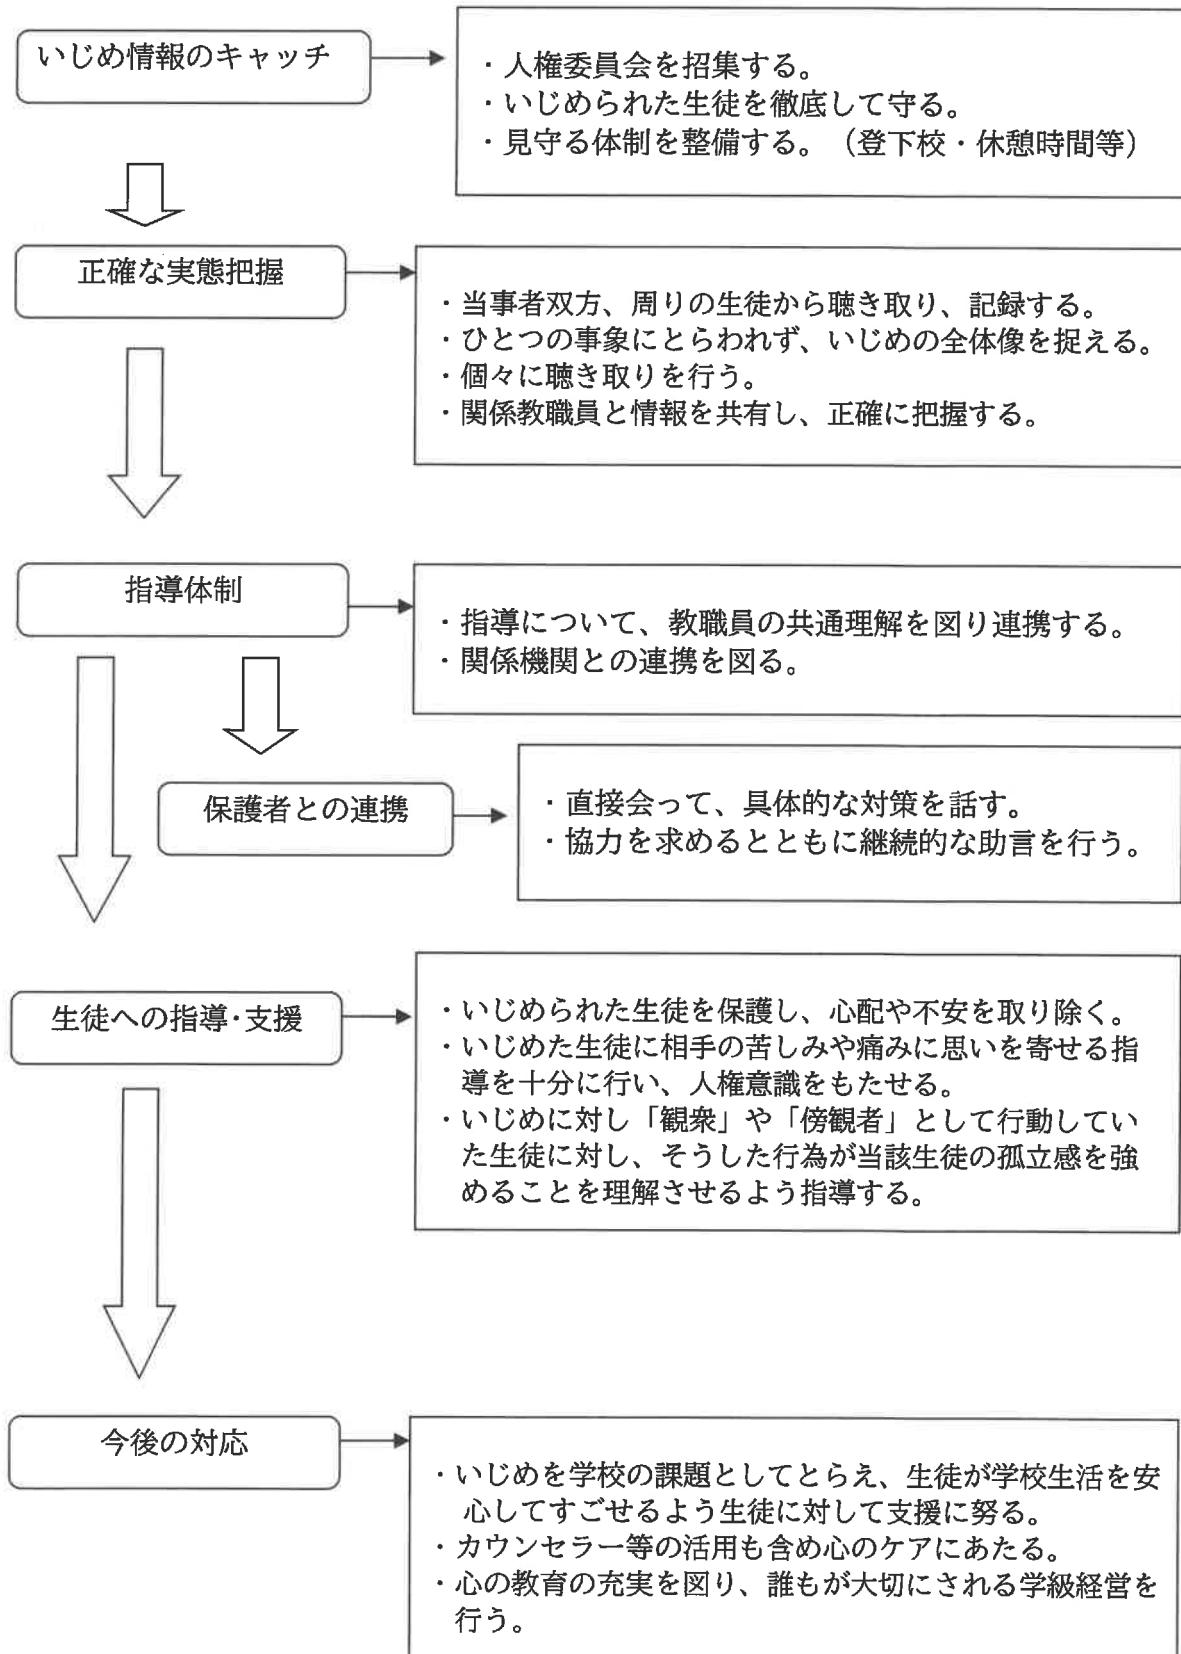 いじめ情報のキャッチ
・人権委員会を招集する。
・いじめられた生徒を徹底して守る。
・見守る体制を整備する。（登下校・休憩時間等）
正確な実態把握
・当事者双方、周りの生徒から聴き取り、記録する。
・ひとつの事象にとらわれず、いじめの全体像を捉える。
・個々に聴き取りを行う。
・関係教職員と情報を共有し、正確に把握する。
指導体制
・指導について、教職員の共通理解を図り連携する。
・関係機関との連携を図る。
保護者との連携
・直接会って、具体的な対策を話す。
・協力を求めるとともに継続的な助言を行う。
生徒への指導・支援
・いじめられた生徒を保護し、心配や不安を取り除く。
・いじめた生徒に相手の苦しみや痛みに思いを寄せる指
導を十分に行い、人権意識をもたせる。
・いじめに対し「観衆」や「傍観者」として行動してい
た生徒に対し、そうした行為が当該生徒の孤立感を強
めることを理解させるよう指導する。
今後の対応
・いじめを学校の課題としてとらえ、生徒が学校生活を安
心してすごせるよう生徒に対して支援に努る。
・カウンセラー等の活用も含め心のケアにあたる。
・心の教育の充実を図り、誰もが大切にされる学級経営を
行う。